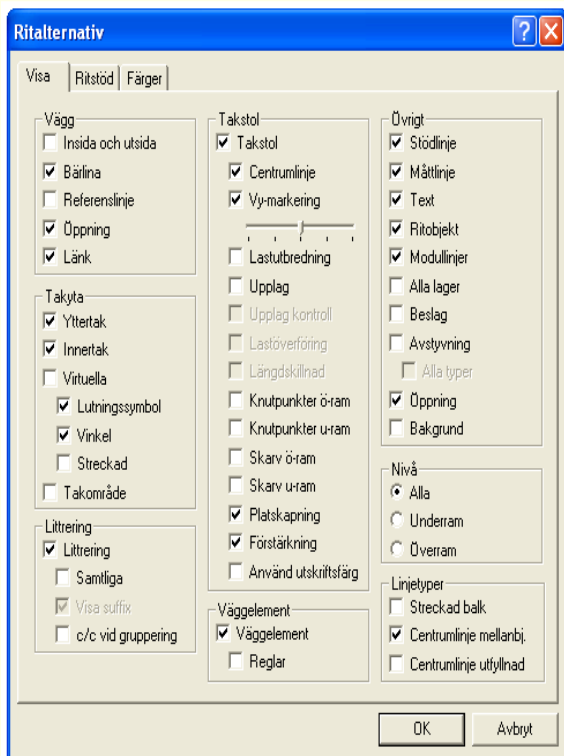 Ritalternativ
Visa
Ritstöd
Färger
Vägg
Insida och utsida
Bärlina
Referenslinje
Öppning
Länk
Takyta
Yttertak
Innertak
Virtuella
Lutningssymbol
Vinkel
Streckad
Takområde
Littrering
Littrering
Samtliga
Visa suffix
c/c vid gruppering
Takstol
Takstol
Centrumlinje
Vy-markering
Lastutbredning
Upplag
Upplag kontroll
Lastöverföring
Längdskillnad
Knutpunkter ö-ram
Knutpunkter u-ram
Skarv ö-ram
Skarv u-ram
Platskapning
Förstärkning
Använd utskriftsfärg
Väggelement
Väggelement
Reglar
Övrigt
Stödlinje
Måttlinje
Text
Ritobjekt
Modullinjer
Alla lager
Beslag
Avstyvning
Alla typer
Öppning
Bakgrund
Nivå
Alla
Underram
Överram
Linjetyper
Streckad balk
Centrumlinje mellanbj.
Centrumlinje utfyllnad
OK
Avbryt